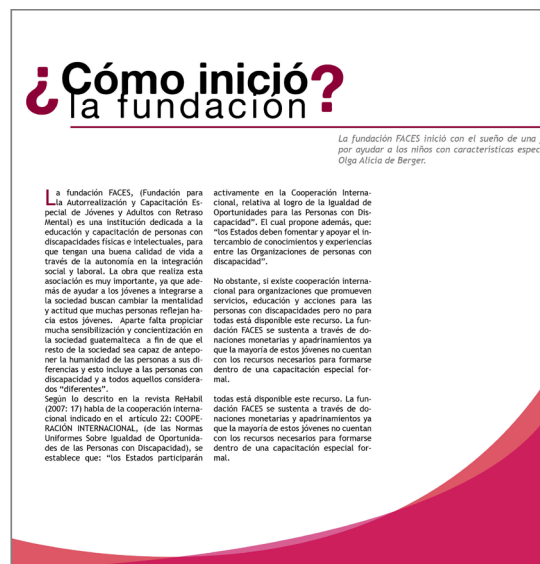 ¿Cómo inició
la fundación?
La fundación FACES inició con el sueño de una
por ayudar a los niños con características espec
Olga Alicia de Berger.
La fundación FACES, (Fundación para
la Autorrealización y Capacitación Es-
pecial de Jóvenes y Adultos con Retraso
Mental) es una institución dedicada a la
educación y capacitación de personas con
discapacidades físicas e intelectuales, para
que tengan una buena calidad de vida a
través de la autonomía en la integración
social y laboral. La obra que realiza esta
asociación es muy importante, ya que ade-
más de ayudar a los jóvenes a integrarse a
la sociedad buscan cambiar la mentalidad
y actitud que muchas personas reflejan ha-
cia estos jóvenes. Aparte falta propiciar
mucha sensibilización y concientización en
la sociedad guatemalteca a fin de que el
resto de la sociedad sea capaz de antepo-
ner la humanidad de las personas a sus di-
ferencias y esto incluye a las personas con
discapacidad y a todos aquellos considera-
dos “diferentes”.
Según lo descrito en la revista ReHabil
(2007: 17) habla de la cooperación interna-
cional indicado en el artículo 22: COOPE-
RACIÓN INTERNACIONAL, (de las Normas
Uniformes Sobre Igualdad de Oportunida-
des de las Personas con Discapacidad), se
establece que: “los Estados participarán
activamente en la Cooperación Interna-
cional, relativa al logro de la Igualdad de
Oportunidades para las Personas con Dis-
capacidad”. El cual propone además, que:
“los Estados deben fomentar y apoyar el in-
tercambio de conocimientos y experiencias
entre las Organizaciones de personas con
discapacidad”.
No obstante, si existe cooperación interna-
cional para organizaciones que promueven
servicios, educación y acciones para las
personas con discapacidades pero no para
todas está disponible este recurso. La fun-
dación FACES se sustenta a través de do-
naciones monetarias y apadrinamientos ya
que la mayoría de estos jóvenes no cuentan
con los recursos necesarios para formarse
dentro de una capacitación especial for-
mal.
todas está disponible este recurso. La fun-
dación FACES se sustenta a través de do-
naciones monetarias y apadrinamientos ya
que la mayoría de estos jóvenes no cuentan
con los recursos necesarios para formarse
dentro de una capacitación especial for-
mal.